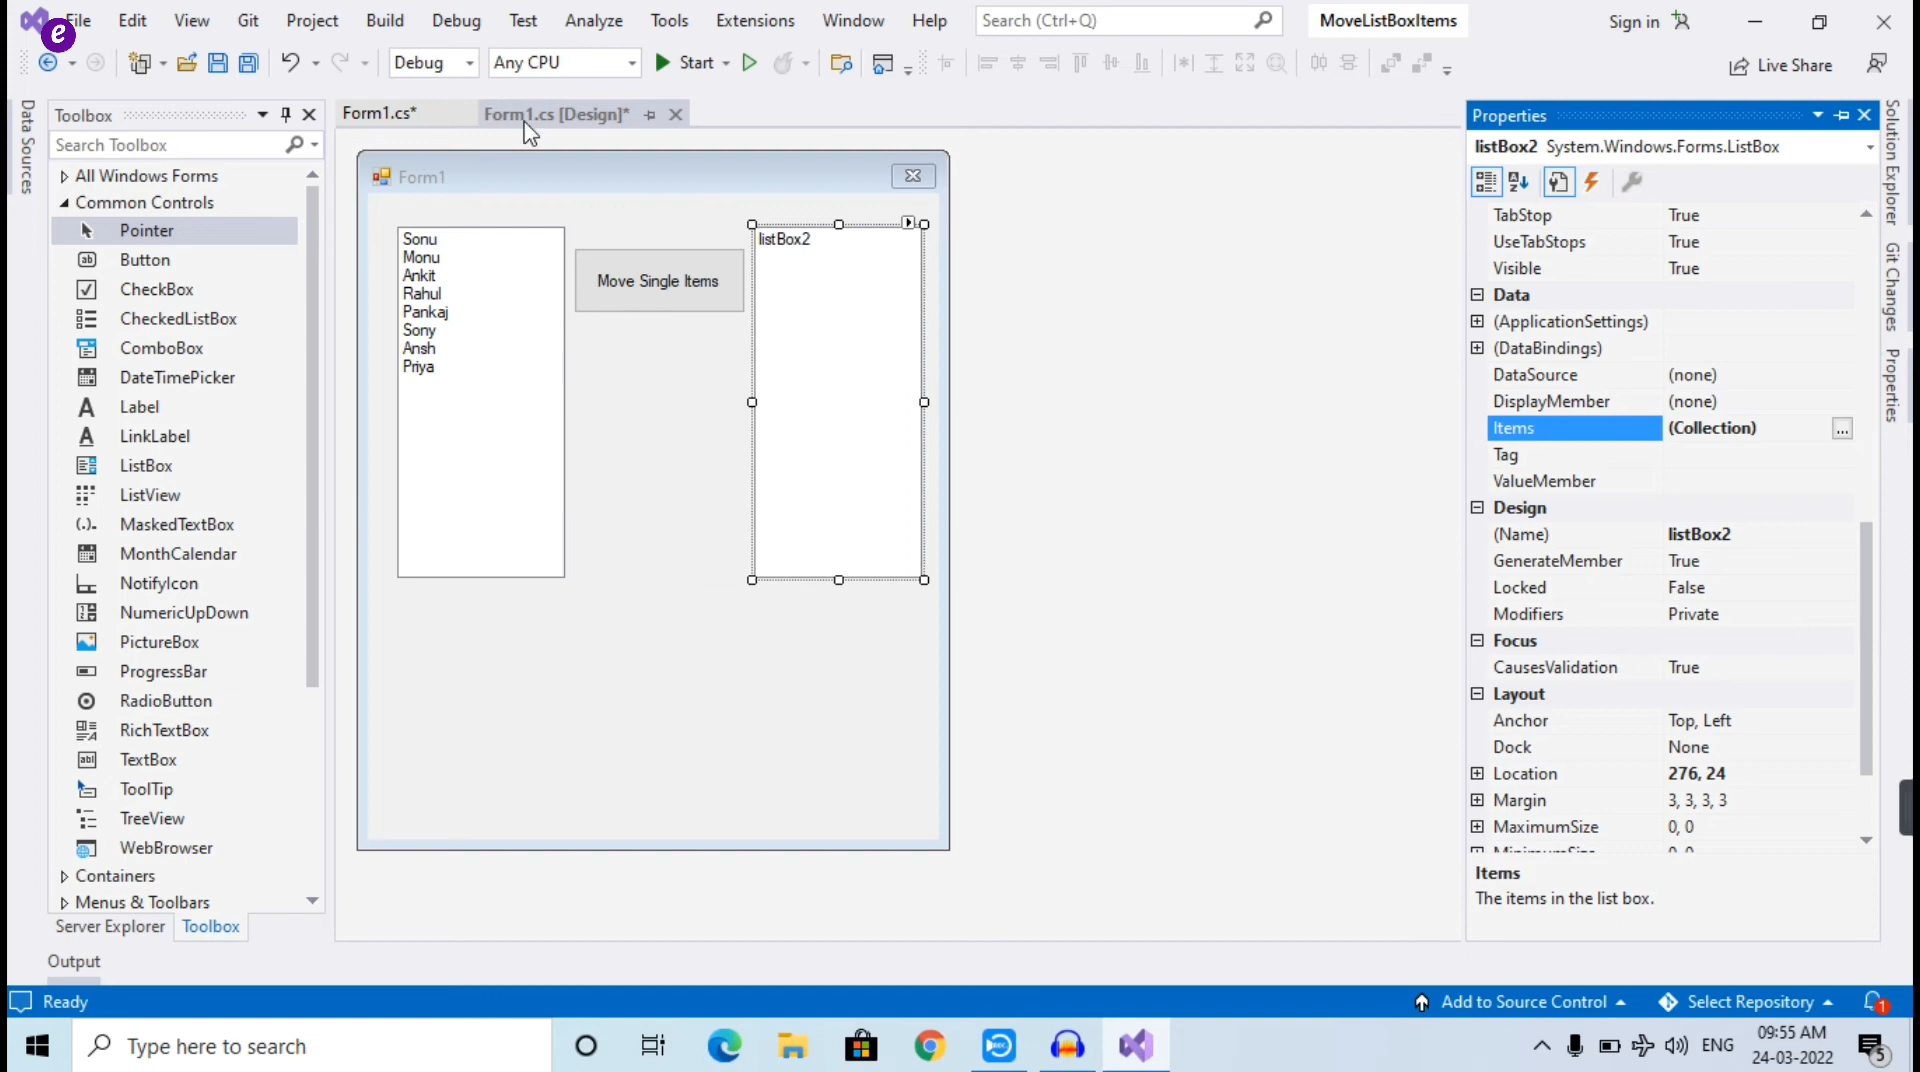 e
File Edit View Git Project Build Debug Test Analyze Tools Extensions Window Help Search (Ctrl+Q) MoveListBoxItems Sign in
Debug Any CPU Start Live Share
Data Sources
Toolbox
Search Toolbox
All Windows Forms
Common Controls
Pointer
Button
CheckBox
CheckedListBox
ComboBox
DateTimePicker
Label
LinkLabel
ListBox
ListView
MaskedTextBox
MonthCalendar
NotifyIcon
NumericUpDown
PictureBox
ProgressBar
RadioButton
RichTextBox
TextBox
ToolTip
TreeView
WebBrowser
Containers
Menus & Toolbars
Server Explorer Toolbox
Form1.cs* Form1.cs [Design]*
Form1
Sonu
Monu
Ankit
Rahul
Pankaj
Sony
Ansh
Priya
Move Single Items
listBox2
Properties
listBox2 System.Windows.Forms.ListBox
TabStop True
UseTabStops True
Visible True
Data
(ApplicationSettings)
(DataBindings)
DataSource (none)
DisplayMember (none)
Items (Collection) ...
Tag
ValueMember
Design
(Name) listBox2
GenerateMember True
Locked False
Modifiers Private
Focus
CausesValidation True
Layout
Anchor Top, Left
Dock None
Location 276, 24
Margin 3, 3, 3, 3
MaximumSize 0, 0
MinimumSize 0, 0
Items
The items in the list box.
Solution Explorer
Git Changes
Properties
Output
Ready Add to Source Control Select Repository 1
Type here to search ENG 09:55 AM
24-03-2022 5